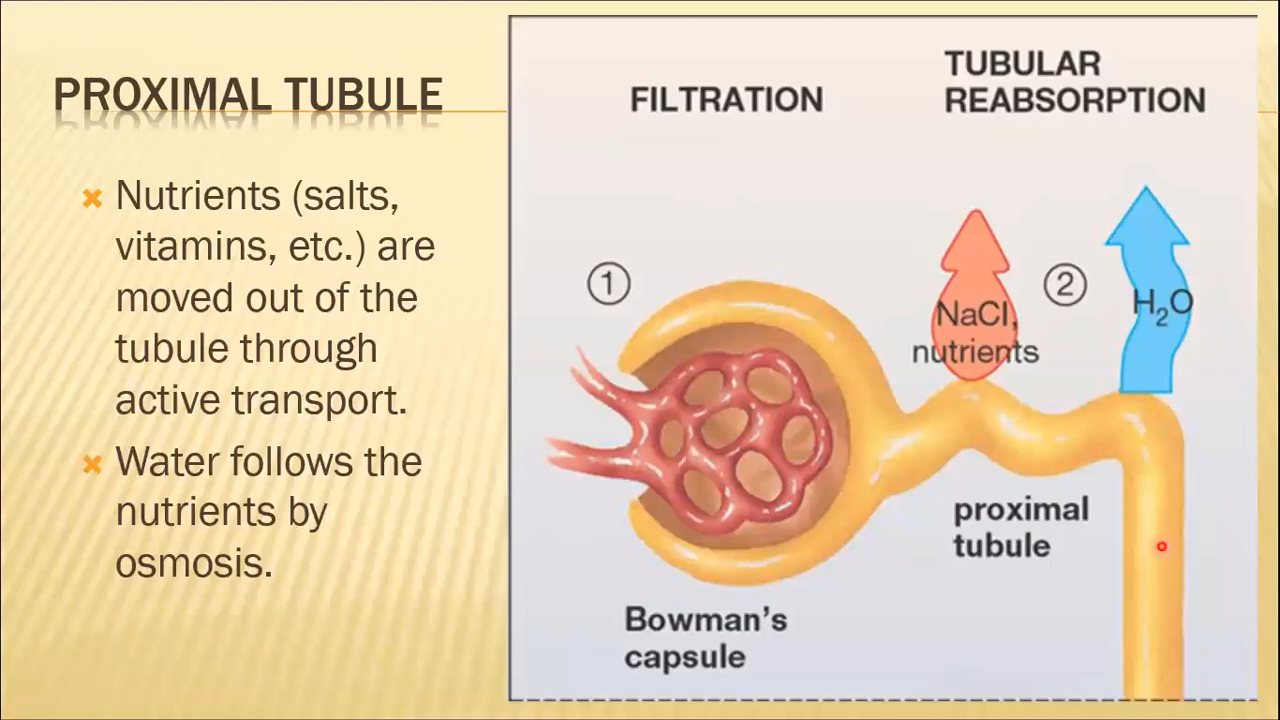 PROXIMAL TUBULE
Nutrients (salts,
vitamins, etc.) are
moved out of the
tubule through
active transport.
Water follows the
nutrients by
osmosis.
FILTRATION
TUBULAR
REABSORPTION
1
NaCl,
nutrients
2
H₂O
proximal
tubule
Bowman's
capsule